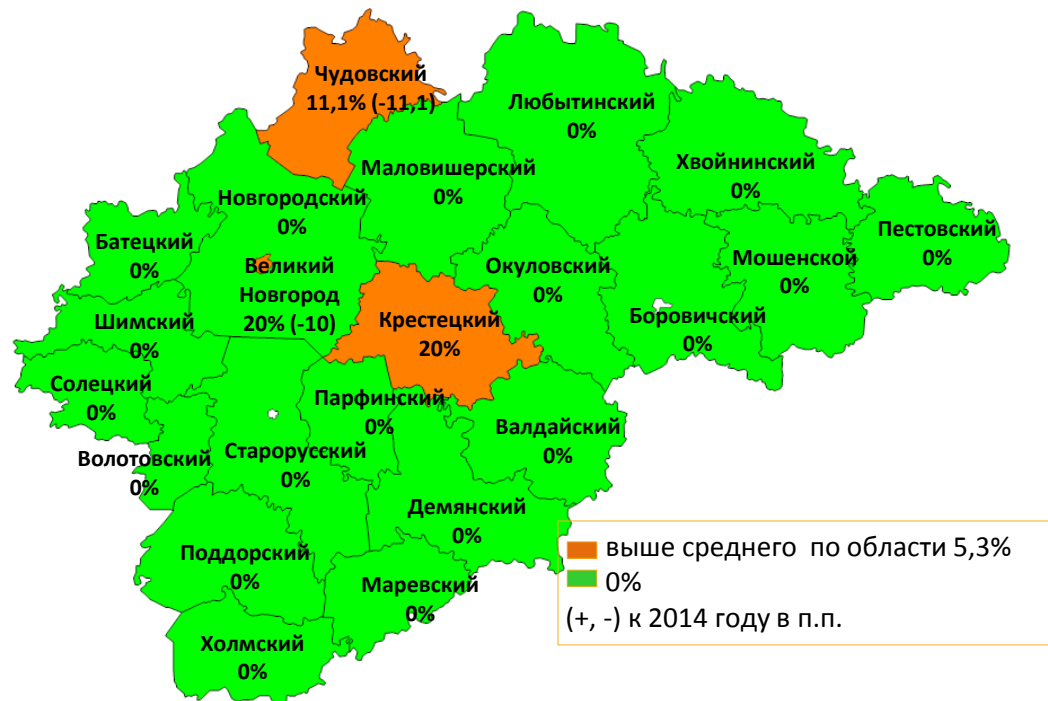 Чудовский
11,1% (-11,1)
Любытинский
0%
Маловишерский
0%
Хвойнинский
0%
Новгородский
0%
Пестовский
0%
Батецкий
0%
Великий
Новгород
20% (-10)
Окуловский
0%
Мошенской
0%
Шимский
0%
Крестецкий
20%
Боровичский
0%
Солецкий
0%
Парфинский
0%
Валдайский
0%
Волотовский
0%
Старорусский
0%
Демянский
0%
Поддорский
0%
Маревский
0%
Холмский
0%
выше среднего по области 5,3%
0%
(+, -) к 2014 году в п.п.